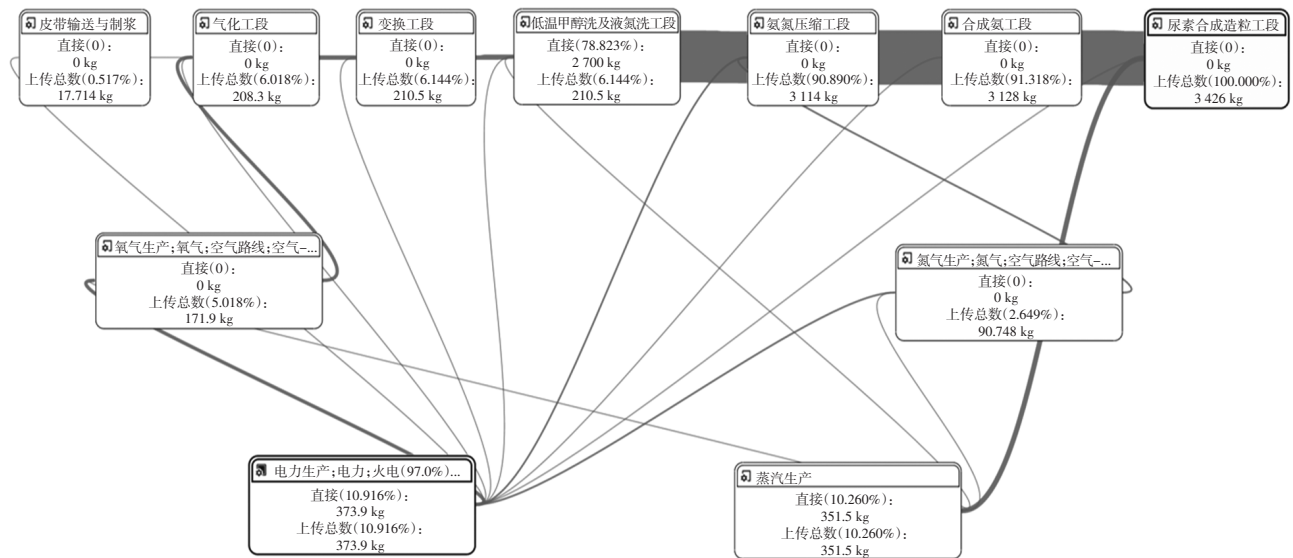 皮带输送与制浆
直接(0):
0 kg
上传总数(0.517%):
17.714 kg
气化工段
直接(0):
0 kg
上传总数(6.018%):
208.3 kg
变换工段
直接(0):
0 kg
上传总数(6.144%):
210.5 kg
低温甲醇洗及液氮洗工段
直接(78.823%):
2 700 kg
上传总数(6.144%):
210.5 kg
氨氮压缩工段
直接(0):
0 kg
上传总数(90.890%):
3 114 kg
合成氨工段
直接(0):
0 kg
上传总数(91.318%):
3 128 kg
尿素合成造粒工段
直接(0):
0 kg
上传总数(100.000%):
3 426 kg
氧气生产;氧气;空气路线;空气-...
直接(0):
0 kg
上传总数(5.018%):
171.9 kg
氮气生产;氮气;空气路线;空气-...
直接(0):
0 kg
上传总数(2.649%):
90.748 kg
电力生产;电力;火电(97.0%)...
直接(10.916%):
373.9 kg
上传总数(10.916%):
373.9 kg
蒸汽生产
直接(10.260%):
351.5 kg
上传总数(10.260%):
351.5 kg